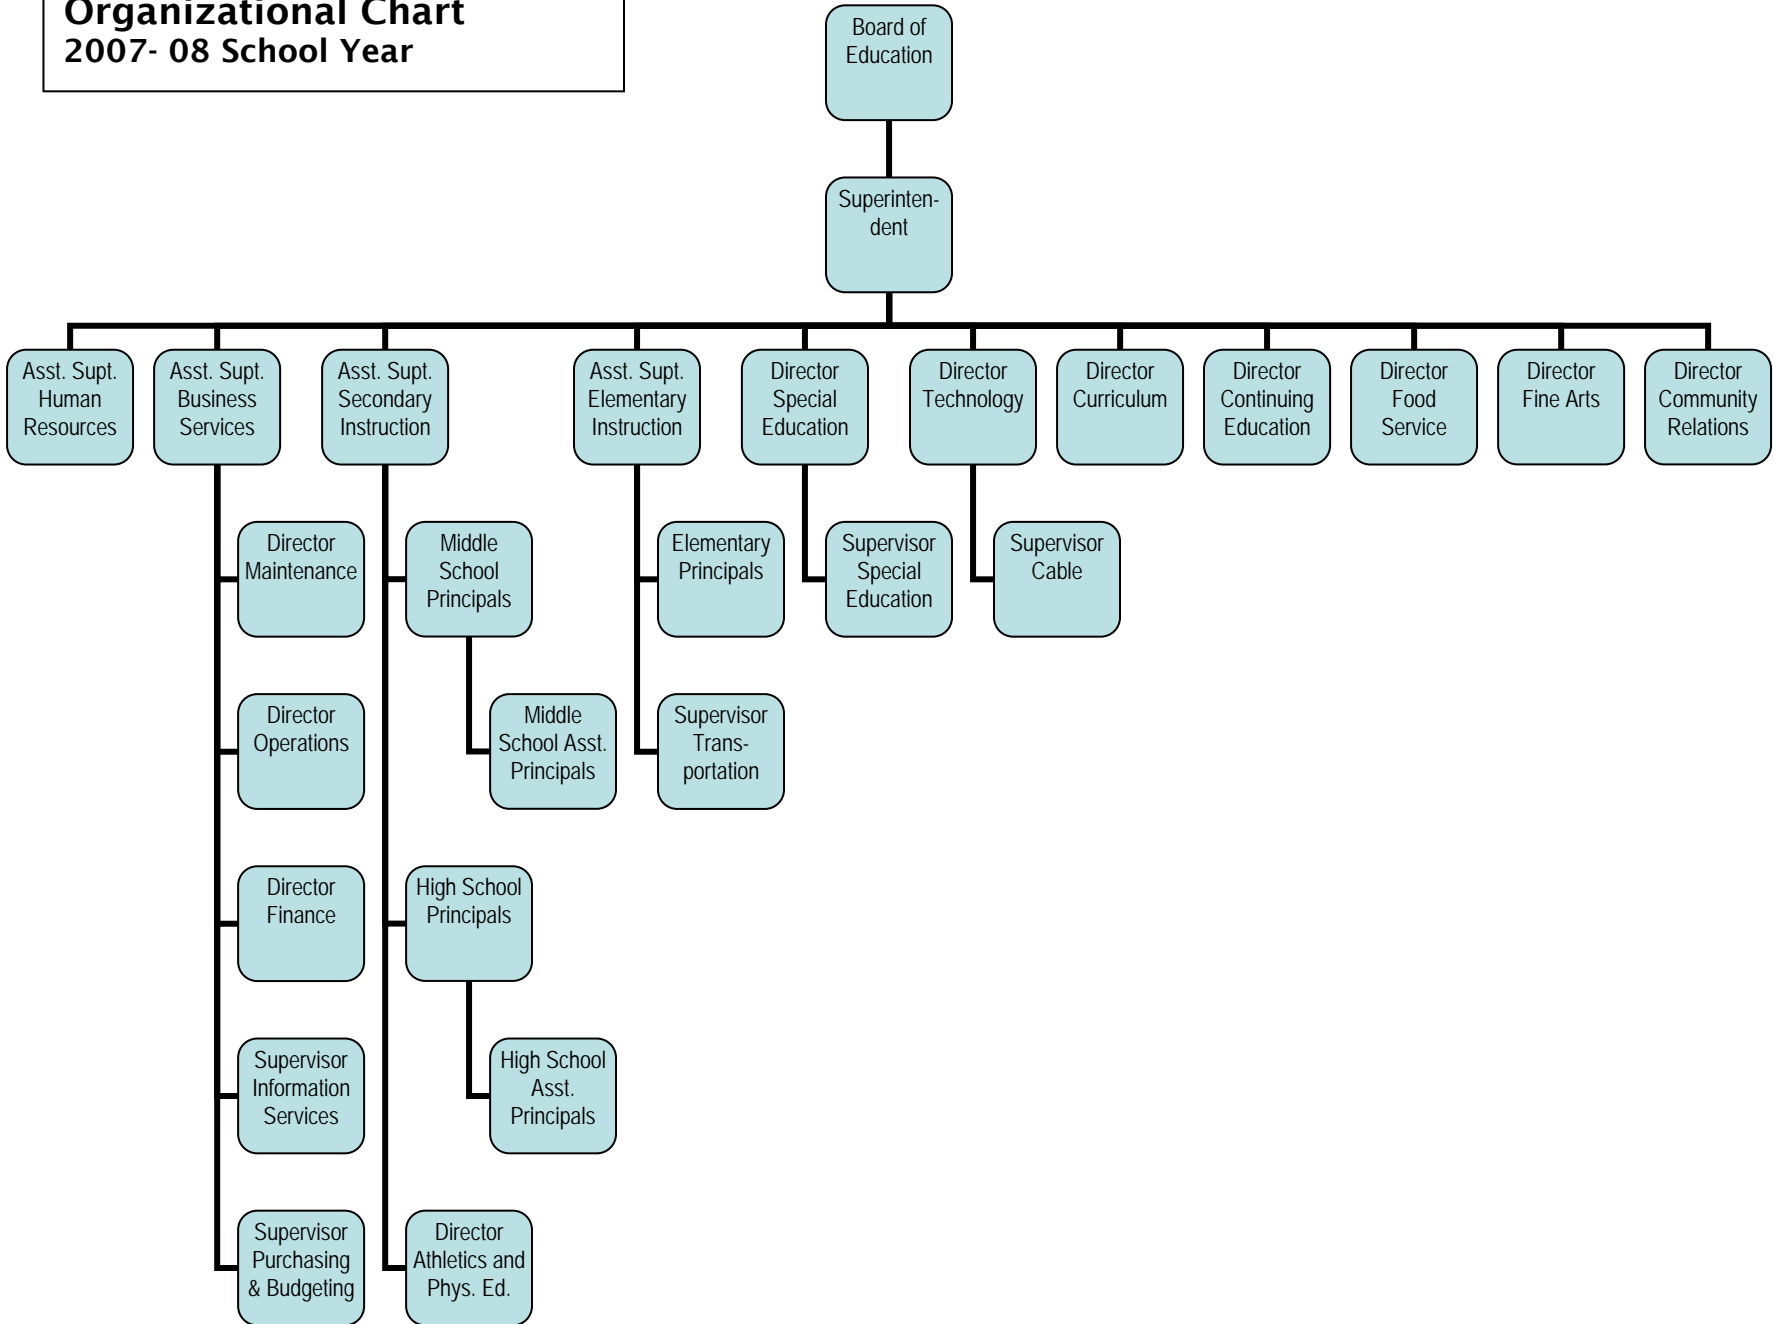 Organizational Chart
2007- 08 School Year
Board of
Education
Superinten-
dent
Asst. Supt.
Human
Resources
Asst. Supt.
Business
Services
Asst. Supt.
Secondary
Instruction
Asst. Supt.
Elementary
Instruction
Director
Special
Education
Director
Technology
Director
Curriculum
Director
Continuing
Education
Director
Food
Service
Director
Fine Arts
Director
Community
Relations
Director
Maintenance
Middle
School
Principals
Elementary
Principals
Supervisor
Special
Education
Supervisor
Cable
Director
Operations
Middle
School Asst.
Principals
Supervisor
Trans-
portation
Director
Finance
High School
Principals
Supervisor
Information
Services
High School
Asst.
Principals
Supervisor
Purchasing
& Budgeting
Director
Athletics and
Phys. Ed.